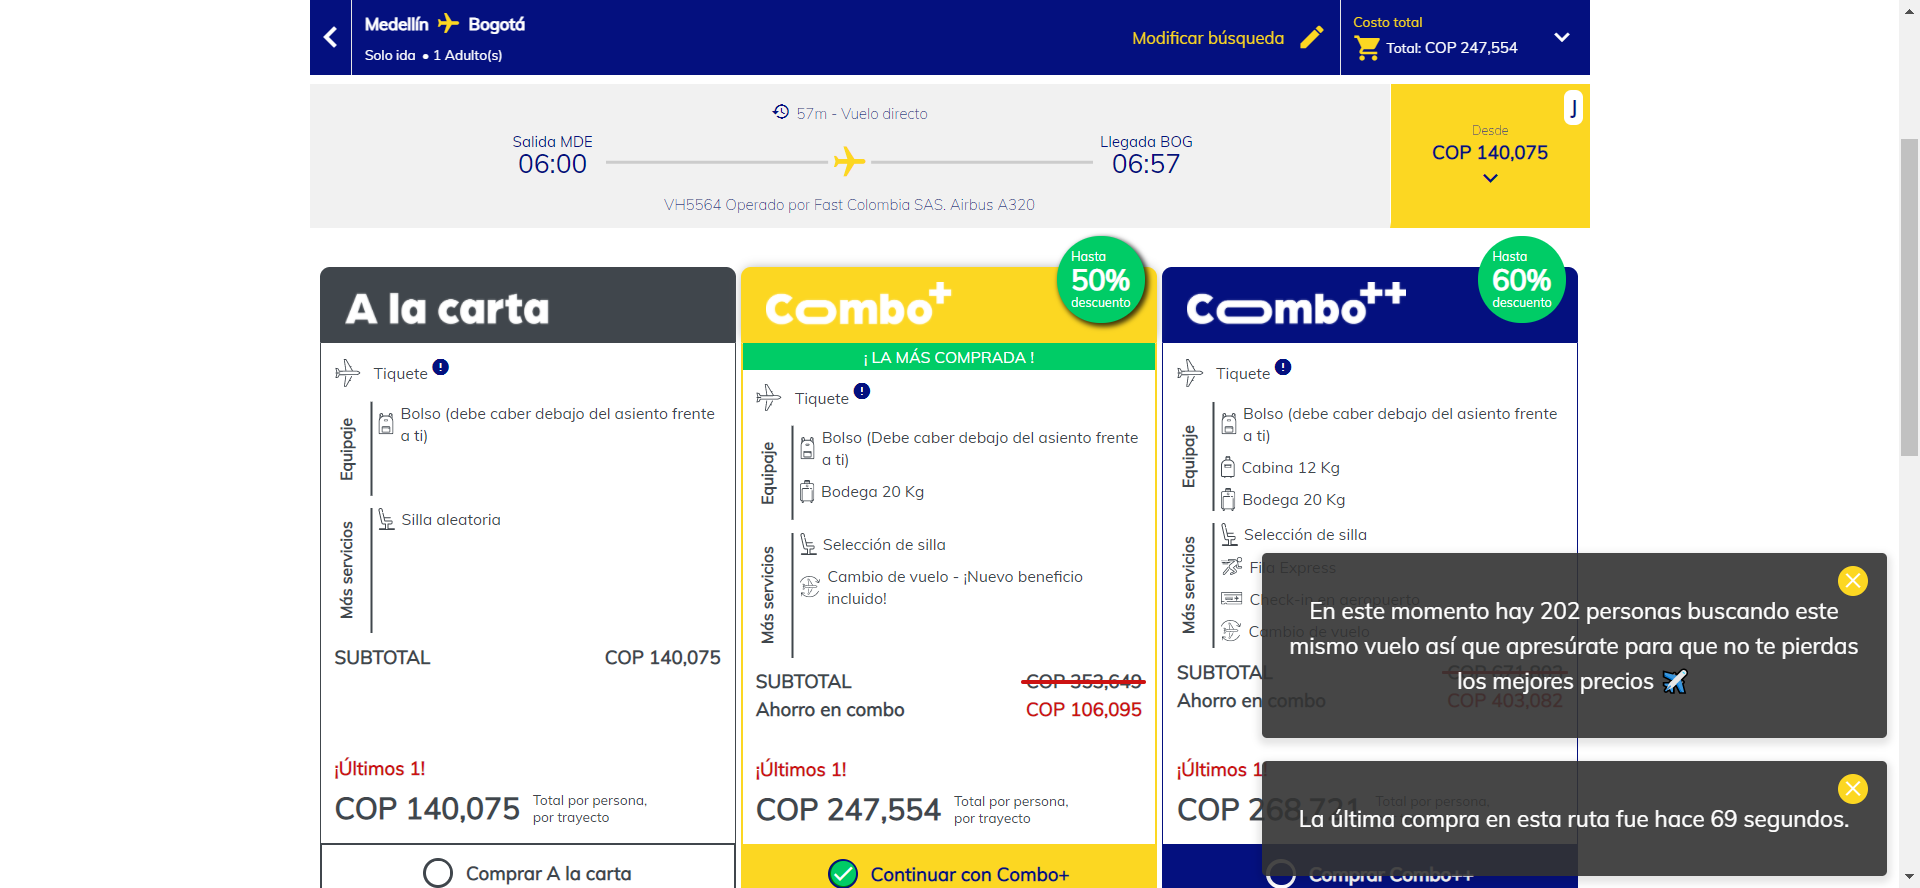 Medellín Bogotá
Solo ida • 1 Adulto(s)
Modificar búsqueda
Costo total
Total: COP 247,554
57m - Vuelo directo
Salida MDE
06:00
Llegada BOG
06:57
VH5564 Operado por Fast Colombia SAS. Airbus A320
J
Desde
COP 140,075
A la carta
Tiquete
Equipaje
Bolso (debe caber debajo del asiento frente
a ti)
Más servicios
Silla aleatoria
SUBTOTAL COP 140,075
¡Últimos 1!
COP 140,075
Total por persona,
por trayecto
Comprar A la carta
Combo+
Hasta
50%
descuento
¡ LA MÁS COMPRADA !
Tiquete
Equipaje
Bolso (Debe caber debajo del asiento frente
a ti)
Bodega 20 Kg
Más servicios
Selección de silla
Cambio de vuelo - ¡Nuevo beneficio
incluido!
SUBTOTAL COP 353,649
Ahorro en combo COP 106,095
¡Últimos 1!
COP 247,554
Total por persona,
por trayecto
Continuar con Combo+
Combo++
Hasta
60%
descuento
Tiquete
Equipaje
Bolso (debe caber debajo del asiento frente
a ti)
Cabina 12 Kg
Bodega 20 Kg
Más servicios
Selección de silla
Fila Express
Check-in en aeropuerto
Cambio de vuelo
SUBTOTAL COP 671,803
Ahorro en combo COP 403,082
¡Últimos 1!
COP 268,721
Total por persona,
Comprar Combo++
En este momento hay 202 personas buscando este
mismo vuelo así que apresúrate para que no te pierdas
los mejores precios ✈️
La última compra en esta ruta fue hace 69 segundos.